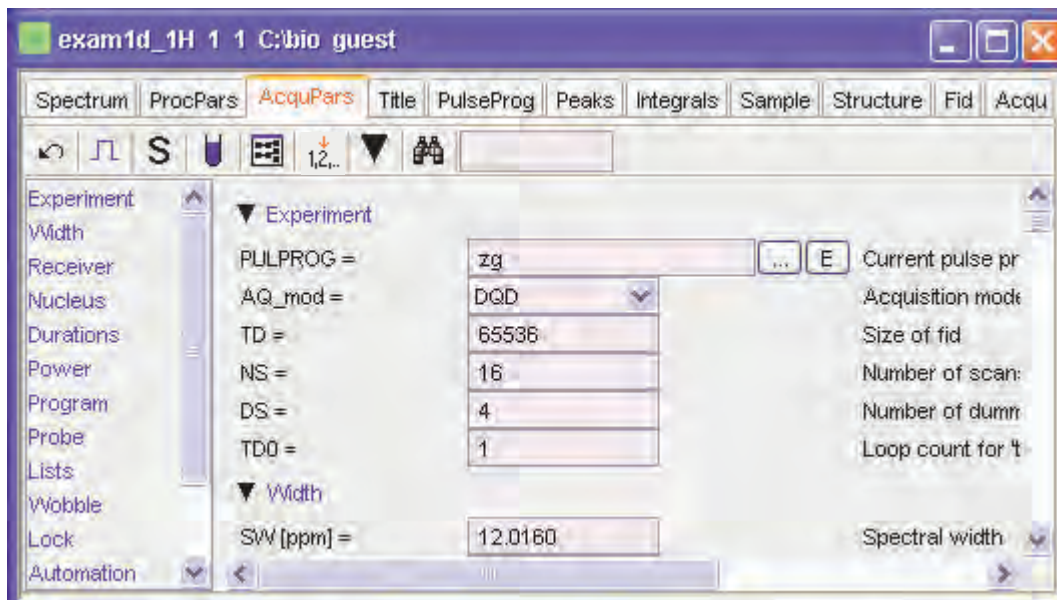 exam1d_1H 1 1 C:\bio guest
Spectrum ProcPars AcquPars Title PulseProg Peaks Integrals Sample Structure Fid Acqu
S 1,2,..
Experiment
Width
Receiver
Nucleus
Durations
Power
Program
Probe
Lists
Wobble
Lock
Automation
Experiment
PULPROG = zg ... E Current pulse pr
AQ_mod = DQD Acquisition mode
TD = 65536 Size of fid
NS = 16 Number of scans
DS = 4 Number of dumm
TD0 = 1 Loop count for 't
Width
SW [ppm] = 12.0160 Spectral width